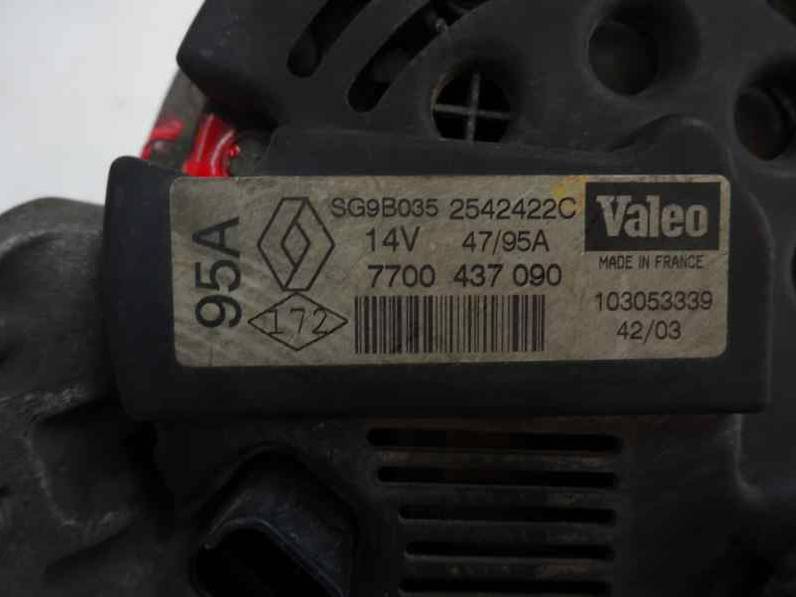 95A
SG9B035 2542422C
14V 47/95A
7700 437 090
172
Valeo
MADE IN FRANCE
103053339
42/03